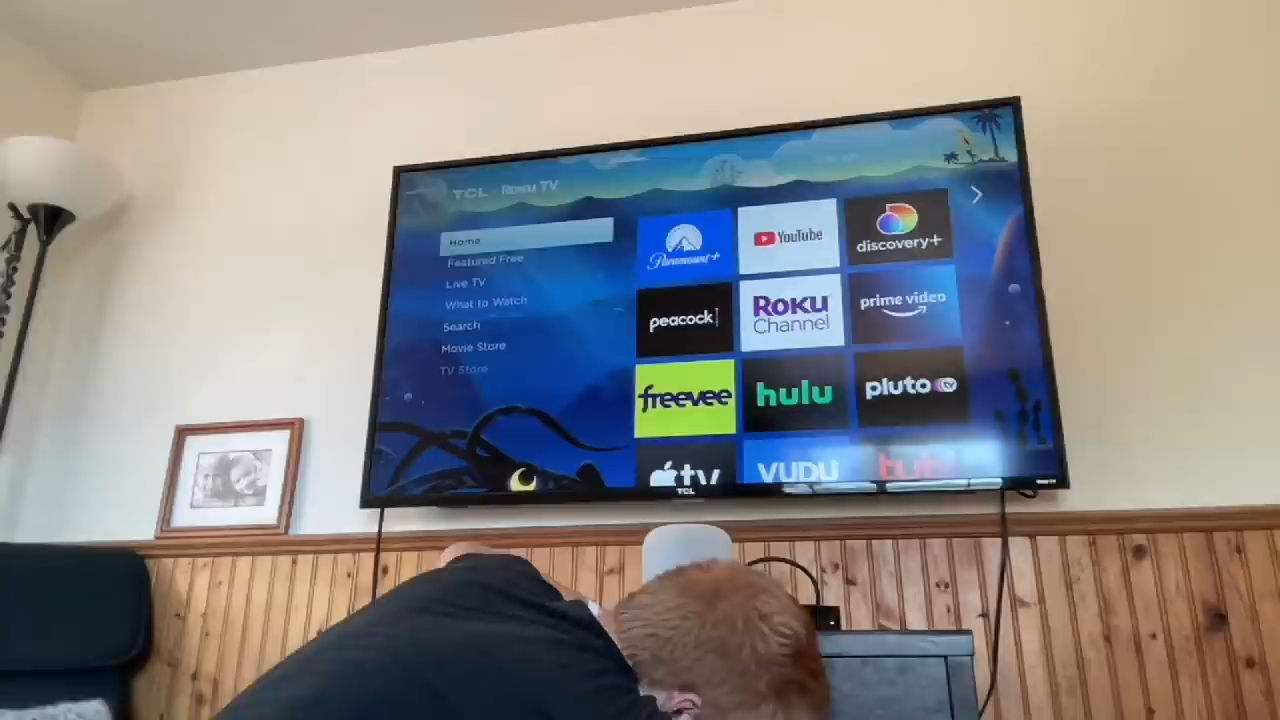 TCL Roku TV
Home
Featured Free
Live TV
What to Watch
Search
Movie Store
TV Store
Paramount+
YouTube
discovery+
peacock
Roku
Channel
prime video
freevee
hulu
pluto tv
tv
VUDU
tubi
TCL